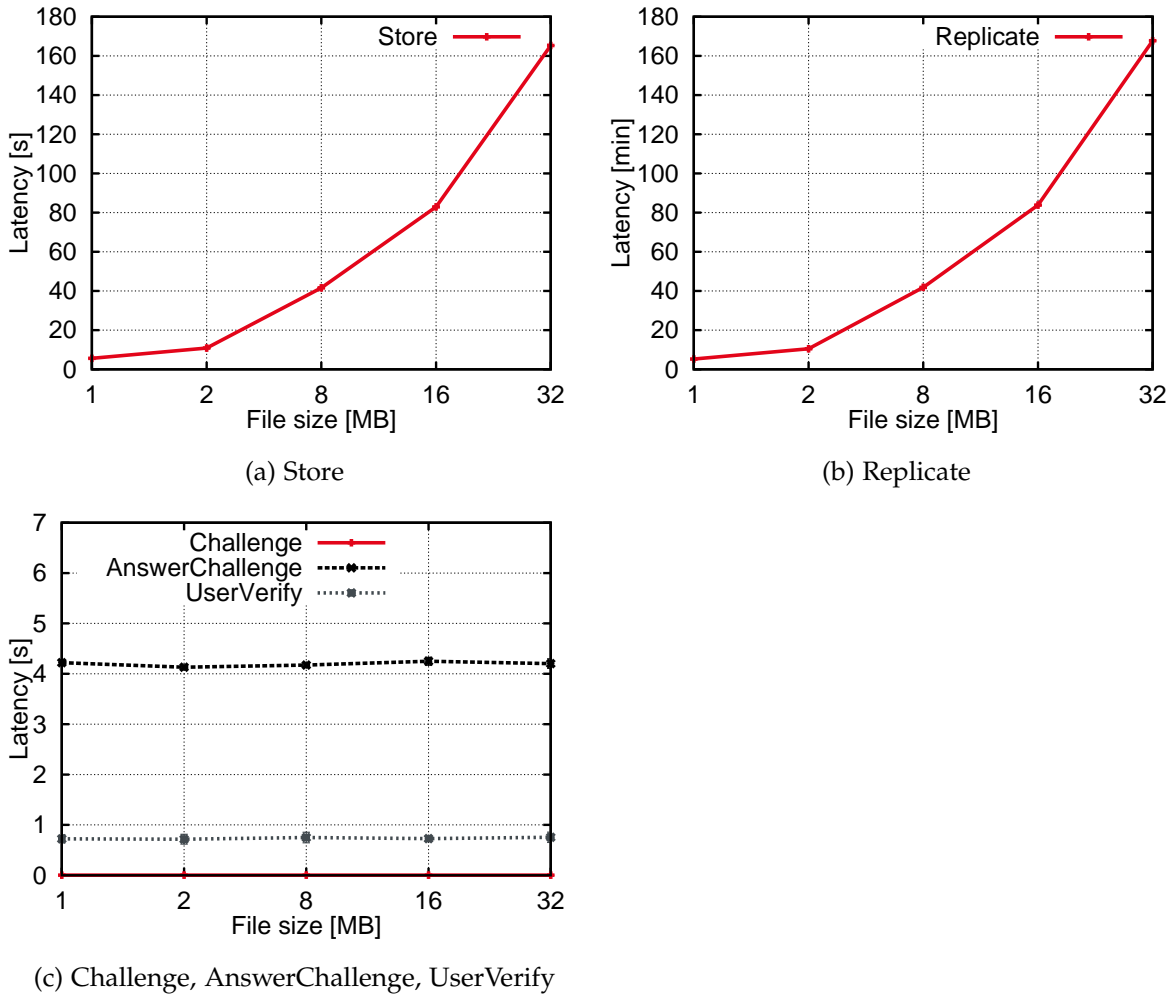 180
160
140
120
100
80
60
40
20
0
Latency [s]
Store
1 2 8 16 32
File size [MB]
(a) Store
180
160
140
120
100
80
60
40
20
0
Latency [min]
Replicate
1 2 8 16 32
File size [MB]
(b) Replicate
7
6
5
4
3
2
1
0
Latency [s]
Challenge
AnswerChallenge
UserVerify
1 2 8 16 32
File size [MB]
(c) Challenge, AnswerChallenge, UserVerify